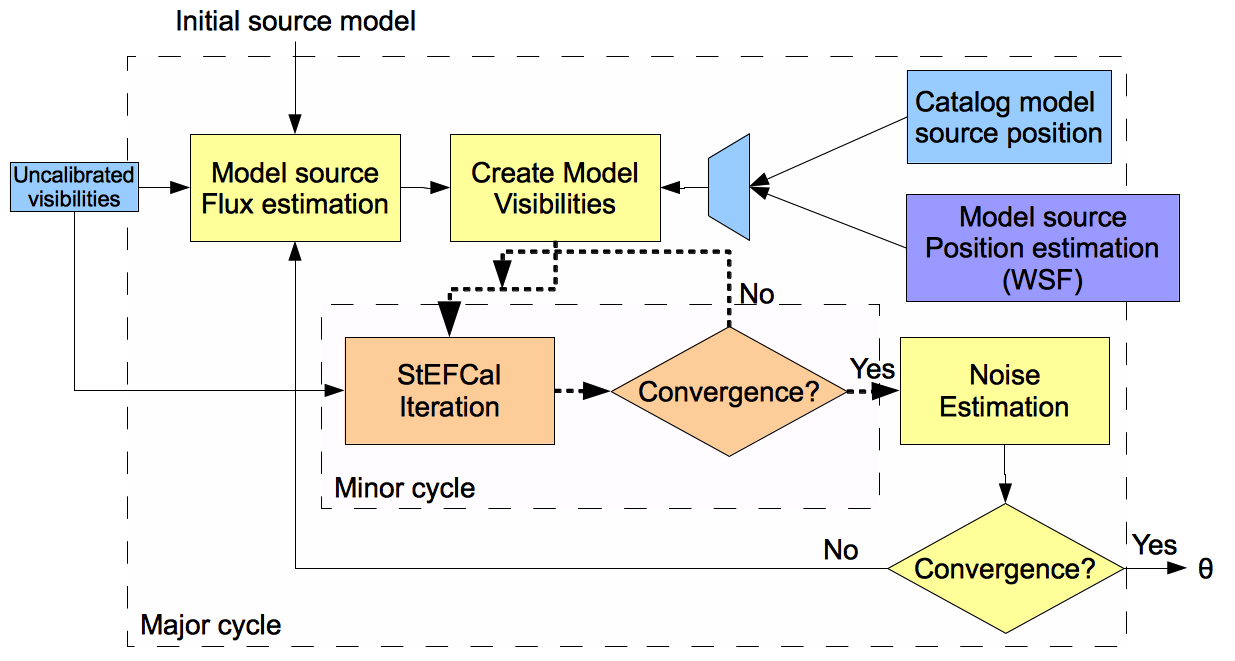 Initial source model
Catalog model
source position
Uncalibrated
visibilities
Model source
Flux estimation
Create Model
Visibilities
Model source
Position estimation
(WSF)
No
StEFCal
Iteration
Convergence?
Yes
Noise
Estimation
Minor cycle
No
Convergence?
Yes
θ
Major cycle